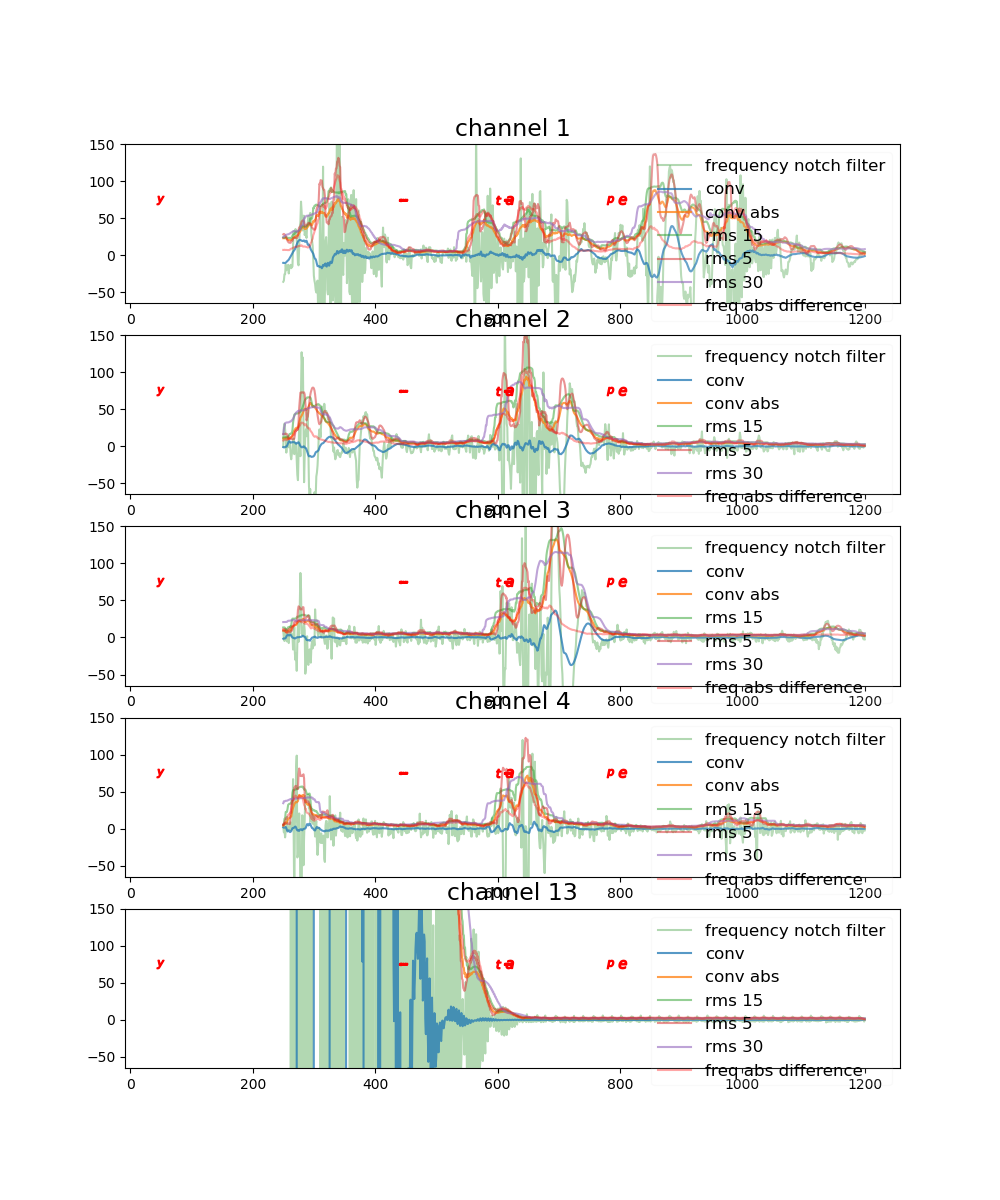 channel 1
150
100
50
0
−50
y
-
t
-
a
p
e
frequency notch filter
conv
conv abs
rms 15
rms 5
rms 30
freq abs difference
0 200 400 600 800 1000 1200
channel 2
150
100
50
0
−50
y
-
t
-
a
p
e
frequency notch filter
conv
conv abs
rms 15
rms 5
rms 30
freq abs difference
0 200 400 600 800 1000 1200
channel 3
150
100
50
0
−50
y
-
t
-
a
p
e
frequency notch filter
conv
conv abs
rms 15
rms 5
rms 30
freq abs difference
0 200 400 600 800 1000 1200
channel 4
150
100
50
0
−50
y
-
t
-
a
p
e
frequency notch filter
conv
conv abs
rms 15
rms 5
rms 30
freq abs difference
0 200 400 600 800 1000 1200
channel 13
150
100
50
0
−50
y
-
t
-
a
p
e
frequency notch filter
conv
conv abs
rms 15
rms 5
rms 30
freq abs difference
0 200 400 600 800 1000 1200